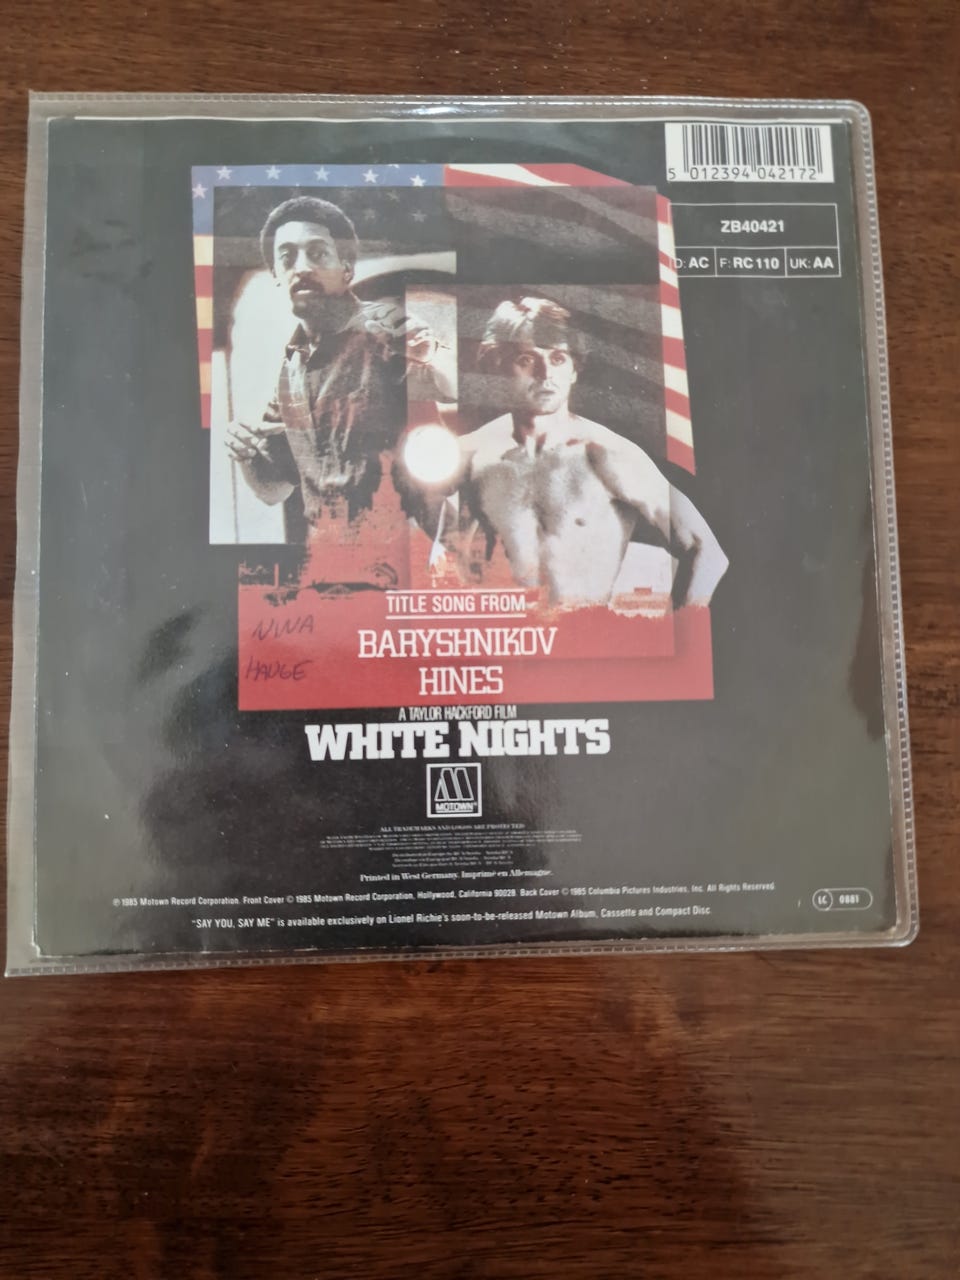 5 012394 042172
ZB40421
D: AC F: RC 110 UK: AA
TITLE SONG FROM
BARYSHNIKOV
HINES
NINA
HAUGE
A TAYLOR HACKFORD FILM
WHITE NIGHTS
MOTOWN
ALL TRADEMARKS AND LOGOS ARE PROTECTED
Printed in West Germany. Imprimé en Allemagne.
℗ 1985 Motown Record Corporation. Front Cover © 1985 Motown Record Corporation, Hollywood, California 90028. Back Cover © 1985 Columbia Pictures Industries, Inc. All Rights Reserved
LC 0881
"SAY YOU, SAY ME" is available exclusively on Lionel Richie's soon-to-be-released Motown Album, Cassette and Compact Disc